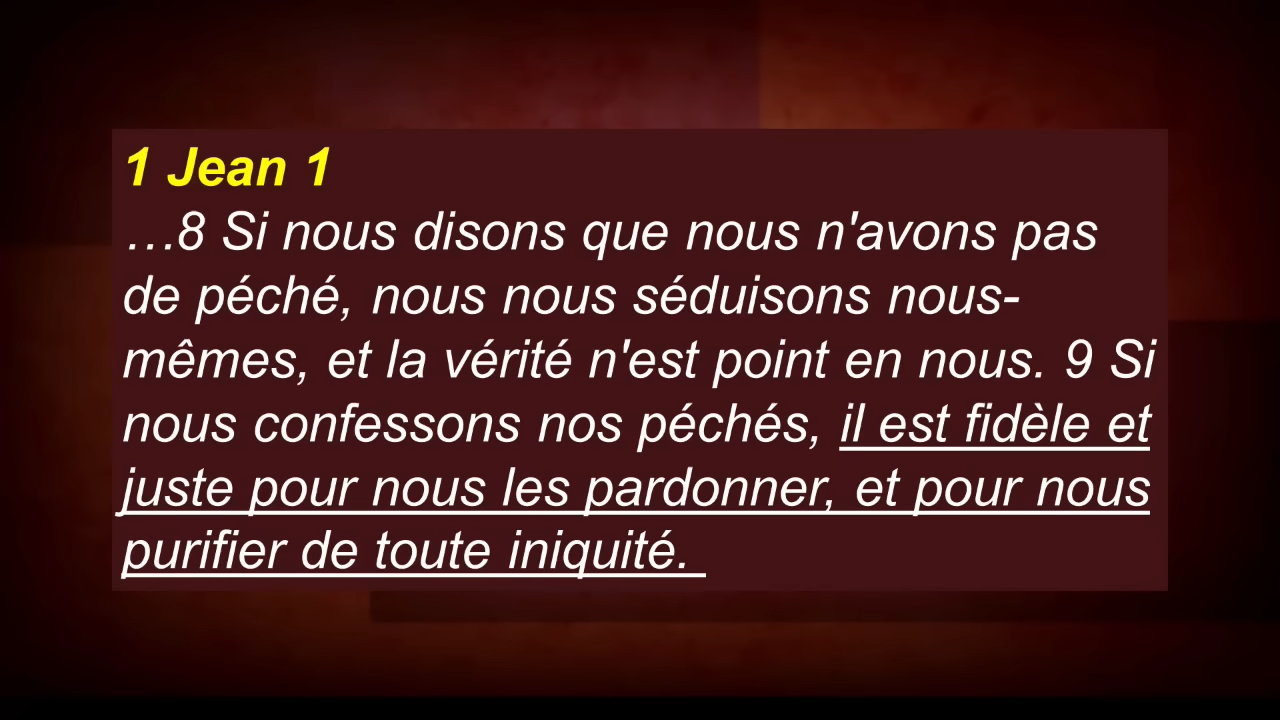 1 Jean 1
…8 Si nous disons que nous n'avons pas
de péché, nous nous séduisons nous-
mêmes, et la vérité n'est point en nous. 9 Si
nous confessons nos péchés, il est fidèle et
juste pour nous les pardonner, et pour nous
purifier de toute iniquité.